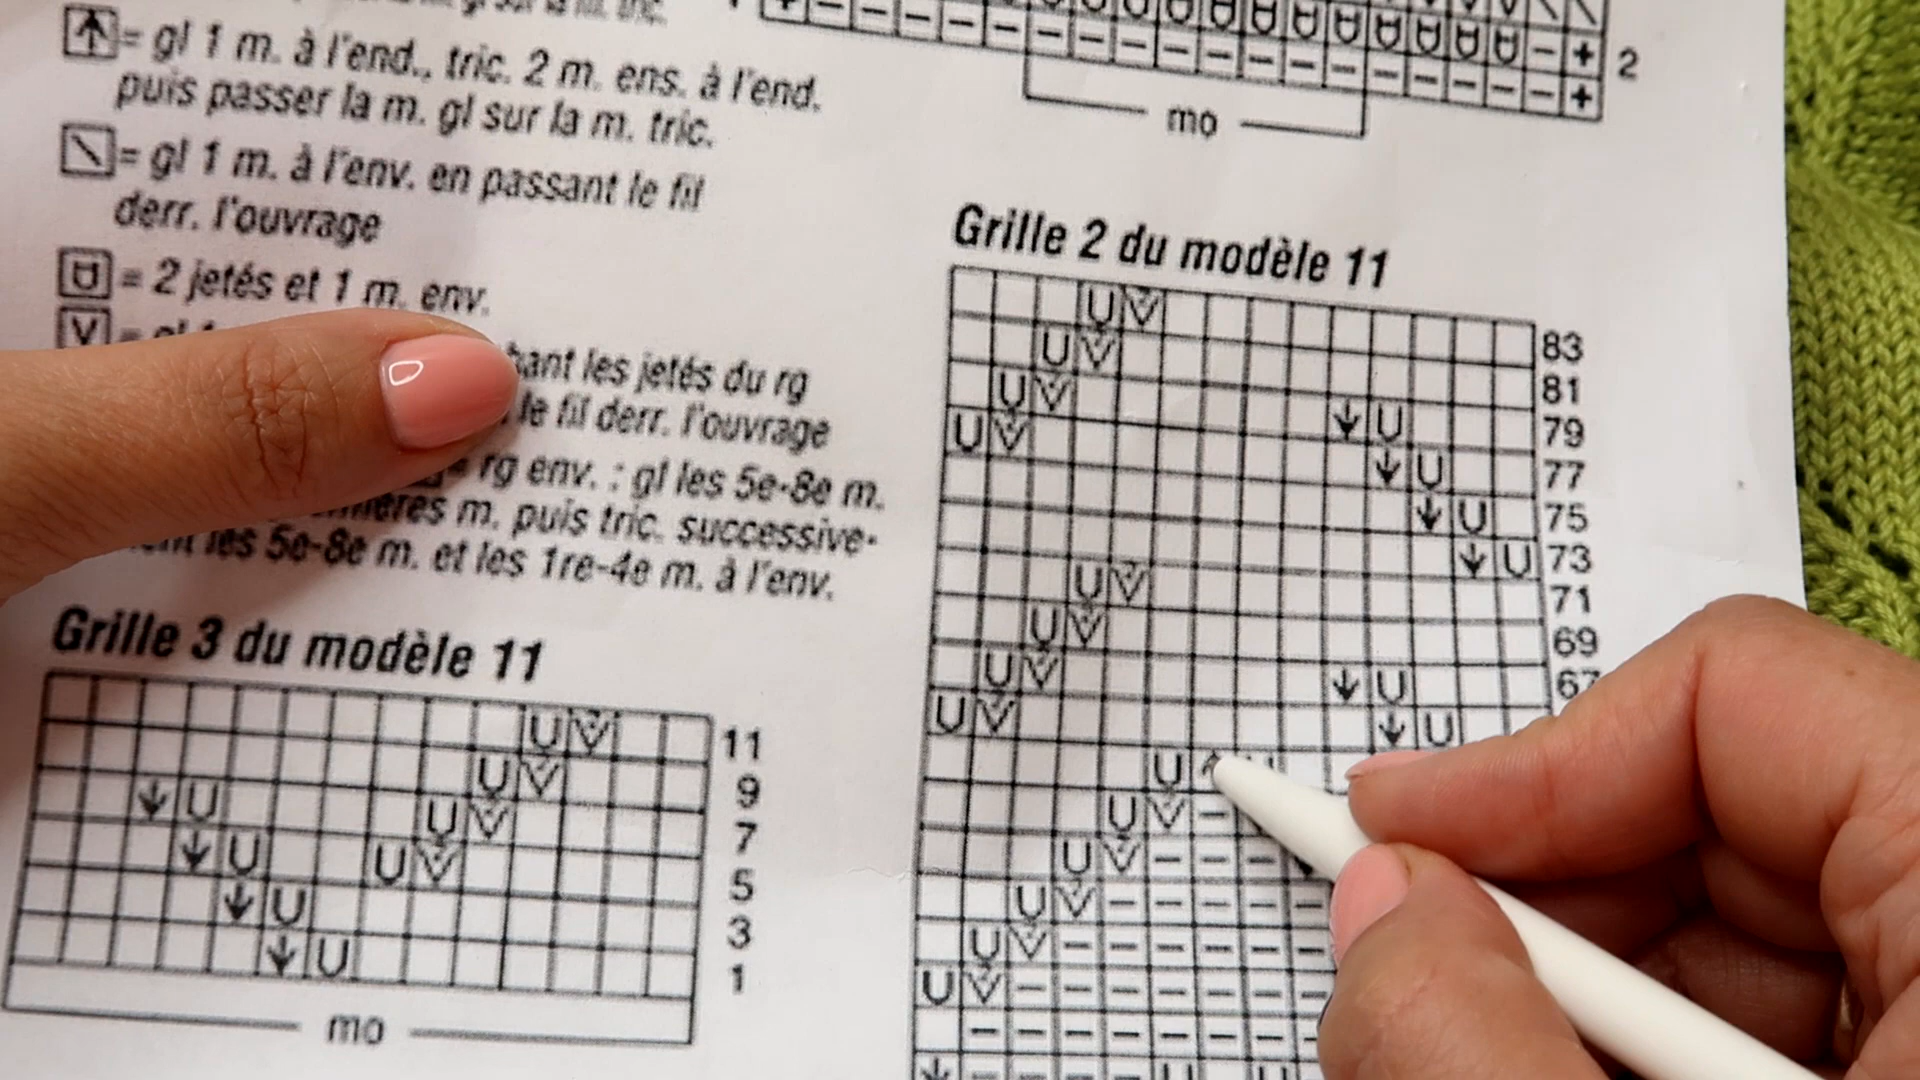 = gl 1 m. à l'end., tric. 2 m. ens. à l'end.
puis passer la m. gl sur la m. tric.
= gl 1 m. à l'env. en passant le fil
derr. l'ouvrage
= 2 jetés et 1 m. env.
les jetés du rg
le fil derr. l'ouvrage
rg env. : gl les 5e-8e m.
m. puis tric. successive-
les 5e-8e m. et les 1re-4e m. à l'env.
Grille 3 du modèle 11
11
9
7
5
3
1
mo
2
mo
Grille 2 du modèle 11
83
81
79
77
75
73
71
69
67